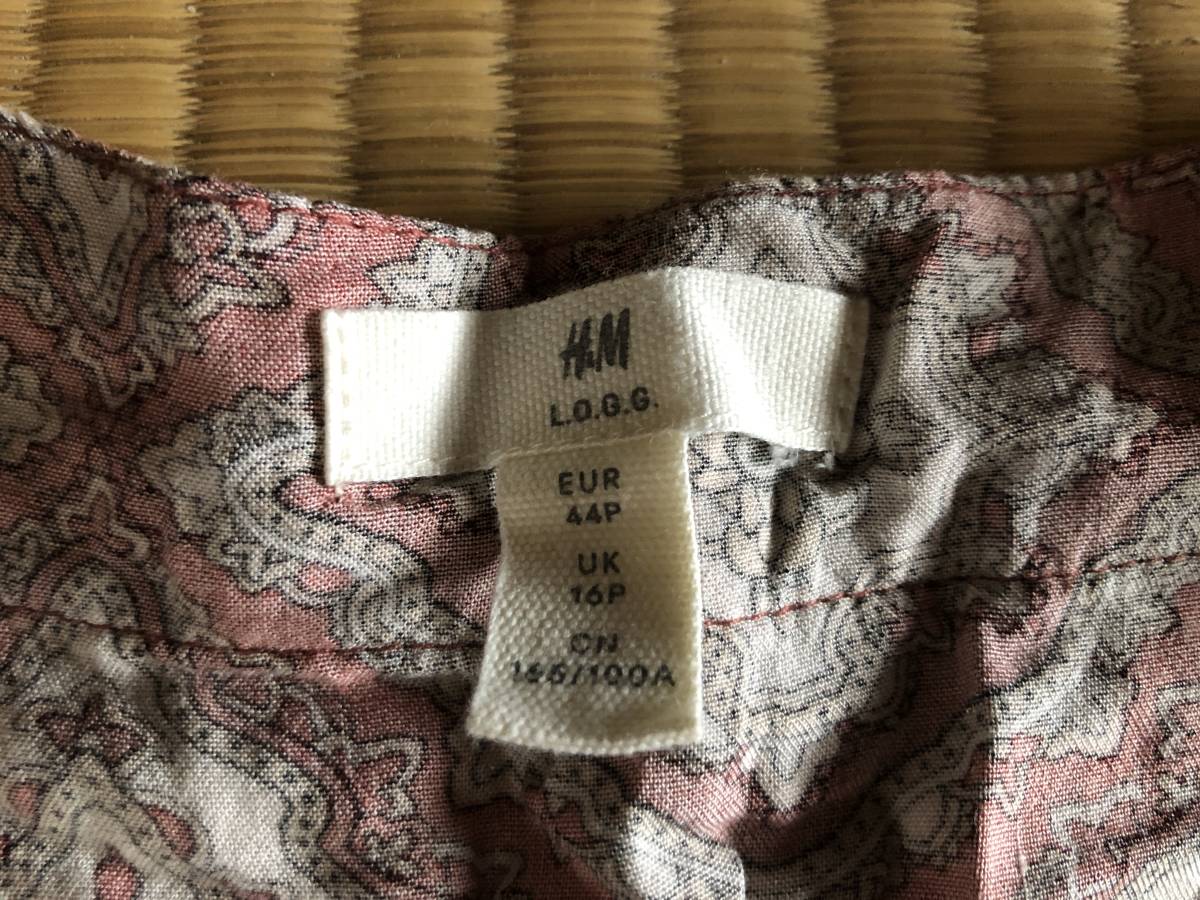 H&M
L.O.G.G.
EUR
44P
UK
16P
CN
165/100A